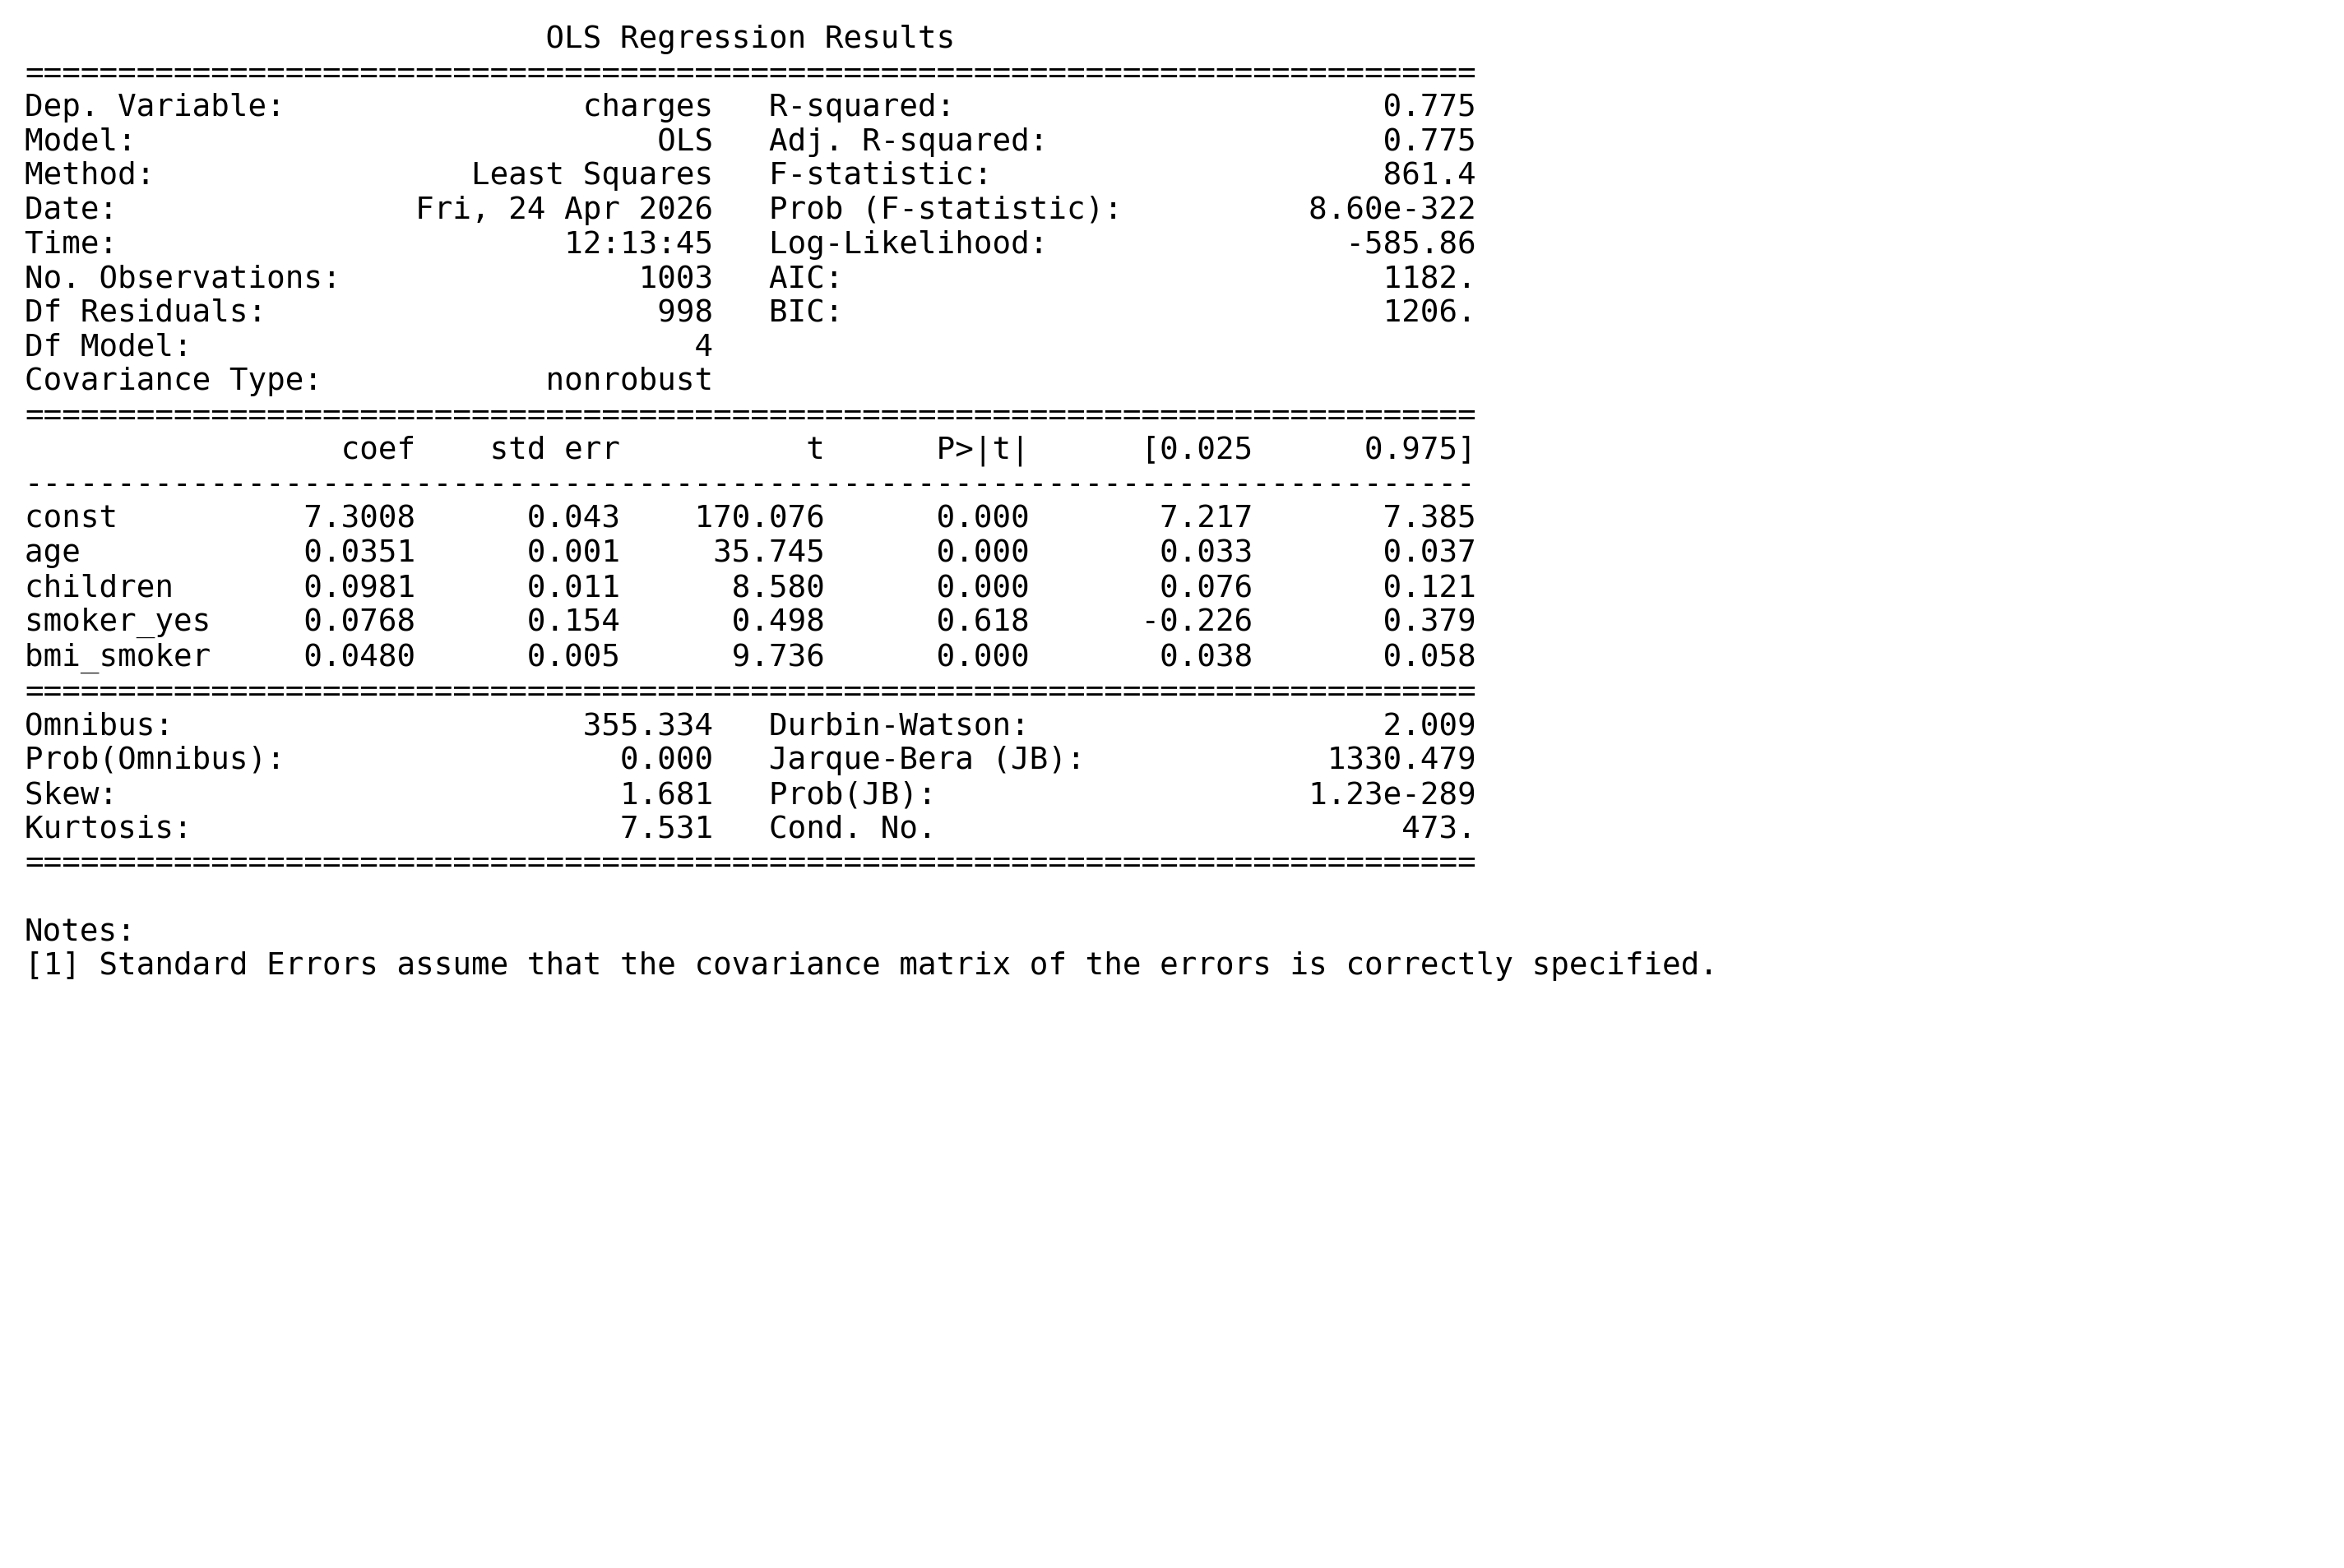 OLS Regression Results
==============================================================================
Dep. Variable:                charges   R-squared:                       0.775
Model:                            OLS   Adj. R-squared:                  0.775
Method:                 Least Squares   F-statistic:                     861.4
Date:                Fri, 24 Apr 2026   Prob (F-statistic):          8.60e-322
Time:                        12:13:45   Log-Likelihood:                -585.86
No. Observations:                1003   AIC:                             1182.
Df Residuals:                     998   BIC:                             1206.
Df Model:                           4
Covariance Type:            nonrobust
==============================================================================
                 coef    std err          t      P>|t|      [0.025      0.975]
------------------------------------------------------------------------------
const          7.3008      0.043    170.076      0.000       7.217       7.385
age            0.0351      0.001     35.745      0.000       0.033       0.037
children       0.0981      0.011      8.580      0.000       0.076       0.121
smoker_yes     0.0768      0.154      0.498      0.618      -0.226       0.379
bmi_smoker     0.0480      0.005      9.736      0.000       0.038       0.058
==============================================================================
Omnibus:                      355.334   Durbin-Watson:                   2.009
Prob(Omnibus):                  0.000   Jarque-Bera (JB):             1330.479
Skew:                           1.681   Prob(JB):                    1.23e-289
Kurtosis:                       7.531   Cond. No.                         473.
==============================================================================
Notes:
[1] Standard Errors assume that the covariance matrix of the errors is correctly specified.